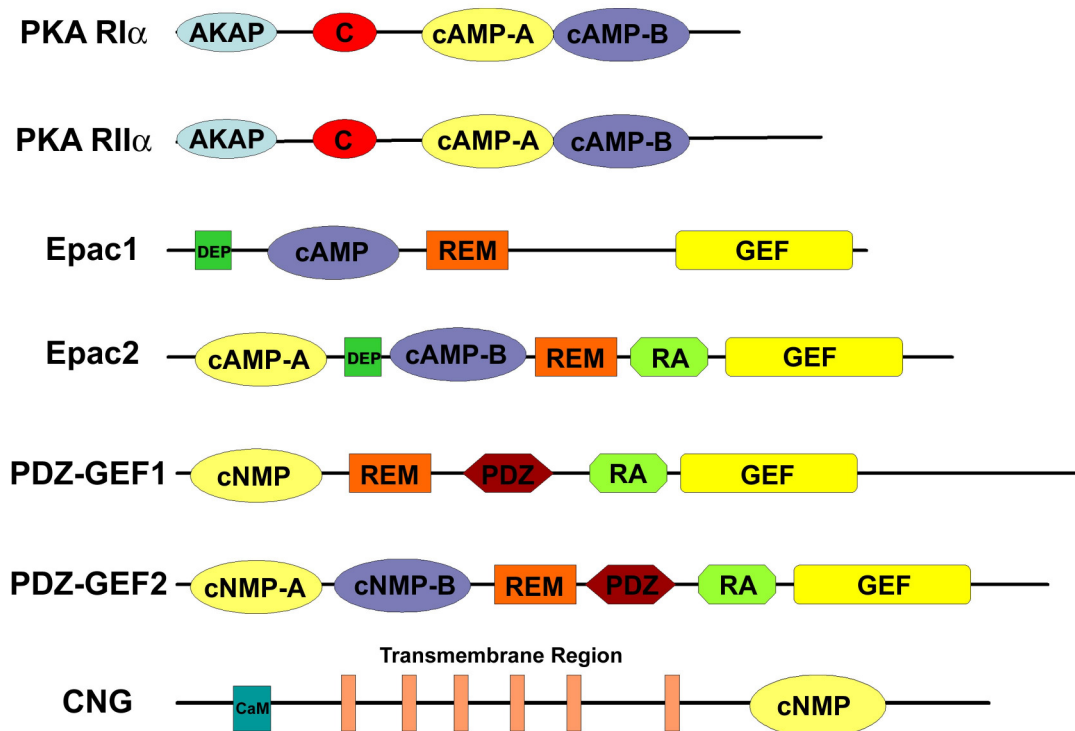 PKA RIα AKAP C cAMP-A cAMP-B
PKA RIIα AKAP C cAMP-A cAMP-B
Epac1 DEP cAMP REM GEF
Epac2 cAMP-A DEP cAMP-B REM RA GEF
PDZ-GEF1 cNMP REM PDZ RA GEF
PDZ-GEF2 cNMP-A cNMP-B REM PDZ RA GEF
Transmembrane Region
CNG CaM cNMP